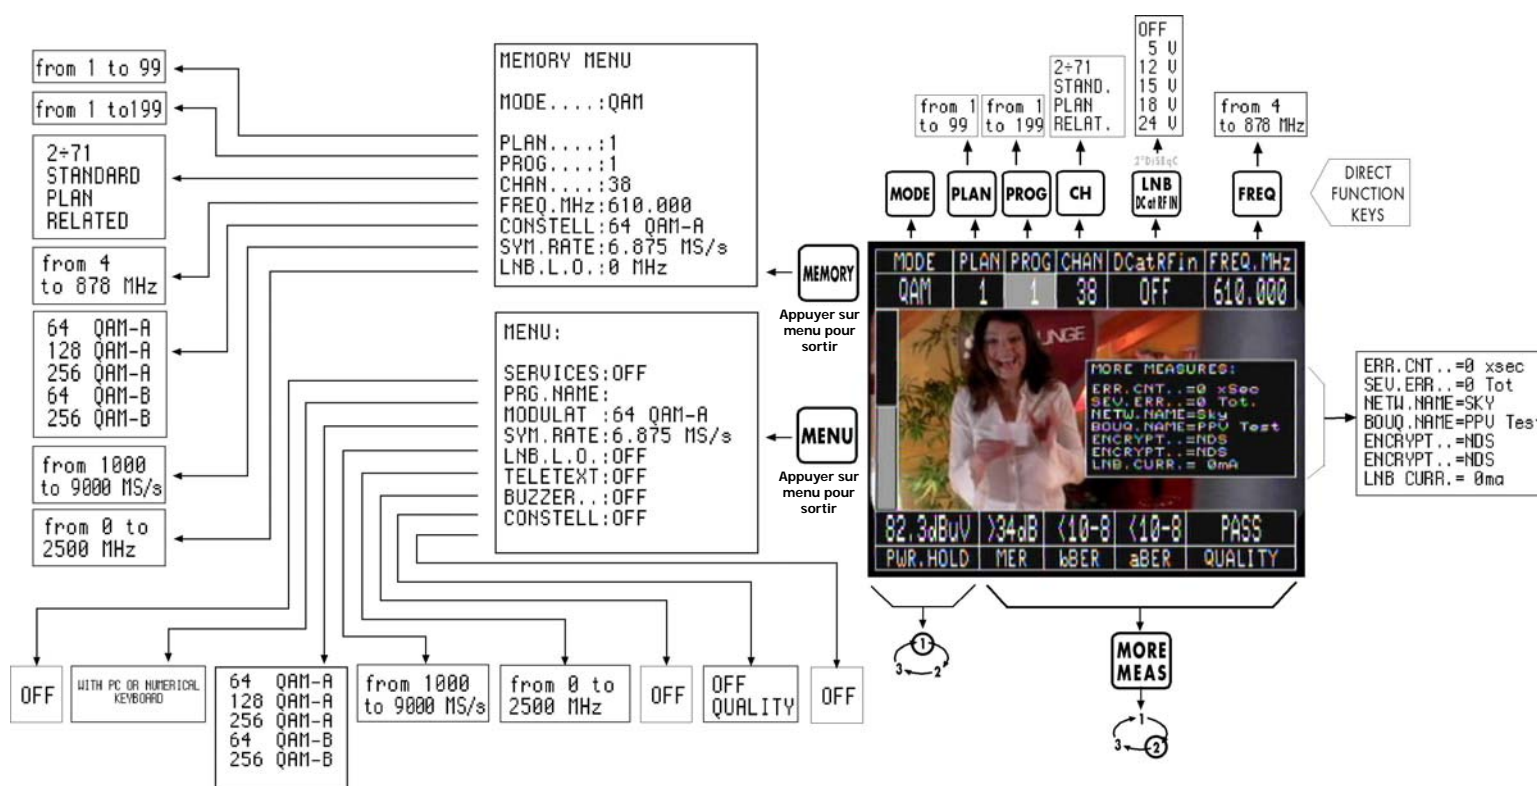 from 1 to 99
from 1 to199
2÷71
STANDARD
PLAN
RELATED
from 4
to 878 MHz
64 QAM-A
128 QAM-A
256 QAM-A
64 QAM-B
256 QAM-B
from 1000
to 9000 MS/s
from 0 to
2500 MHz
MEMORY MENU
MODE....:QAM
PLAN....:1
PROG....:1
CHAN....:38
FREQ.MHz:610.000
CONSTELL:64 QAM-A
SYM.RATE:6.875 MS/s
LNB.L.O.:0 MHz
MEMORY
Appuyer sur
menu pour
sortir
MENU:
SERVICES:OFF
PRG.NAME:
MODULAT :64 QAM-A
SYM.RATE:6.875 MS/s
LNB.L.O.:OFF
TELETEXT:OFF
BUZZER..:OFF
CONSTELL:OFF
MENU
Appuyer sur
menu pour
sortir
OFF
WITH PC OR NUMERICAL
KEYBOARD
64 QAM-A
128 QAM-A
256 QAM-A
64 QAM-B
256 QAM-B
from 1000
to 9000 MS/s
from 0 to
2500 MHz
OFF
OFF
QUALITY
OFF
from 1
to 99
from 1
to 199
2÷71
STAND.
PLAN
RELAT.
OFF
5 V
12 V
15 V
18 V
24 V
2°DiSEqC
from 4
to 878 MHz
MODE
PLAN
PROG
CH
LNB
DC at RF IN
FREQ
DIRECT
FUNCTION
KEYS
MODE PLAN PROG CHAN DCatRFin FREQ.MHz
QAM 1 1 38 OFF 610.000
UNGE
MORE MEASURES:
ERR.CNT..=0 xSec
SEV.ERR..=0 Tot.
NETW.NAME=Sky
BOUQ.NAME=PPV Test
ENCRYPT..=NDS
ENCRYPT..=NDS
LNB.CURR.= 0mA
82.3dBuV >34dB <10-8 <10-8 PASS
PWR.HOLD MER bBER aBER QUALITY
ERR.CNT..=0 xsec
SEV.ERR..=0 Tot
NETW.NAME=SKY
BOUQ.NAME=PPV Test
ENCRYPT..=NDS
ENCRYPT..=NDS
LNB CURR.= 0ma
1
3 2
MORE
MEAS
1
3 2